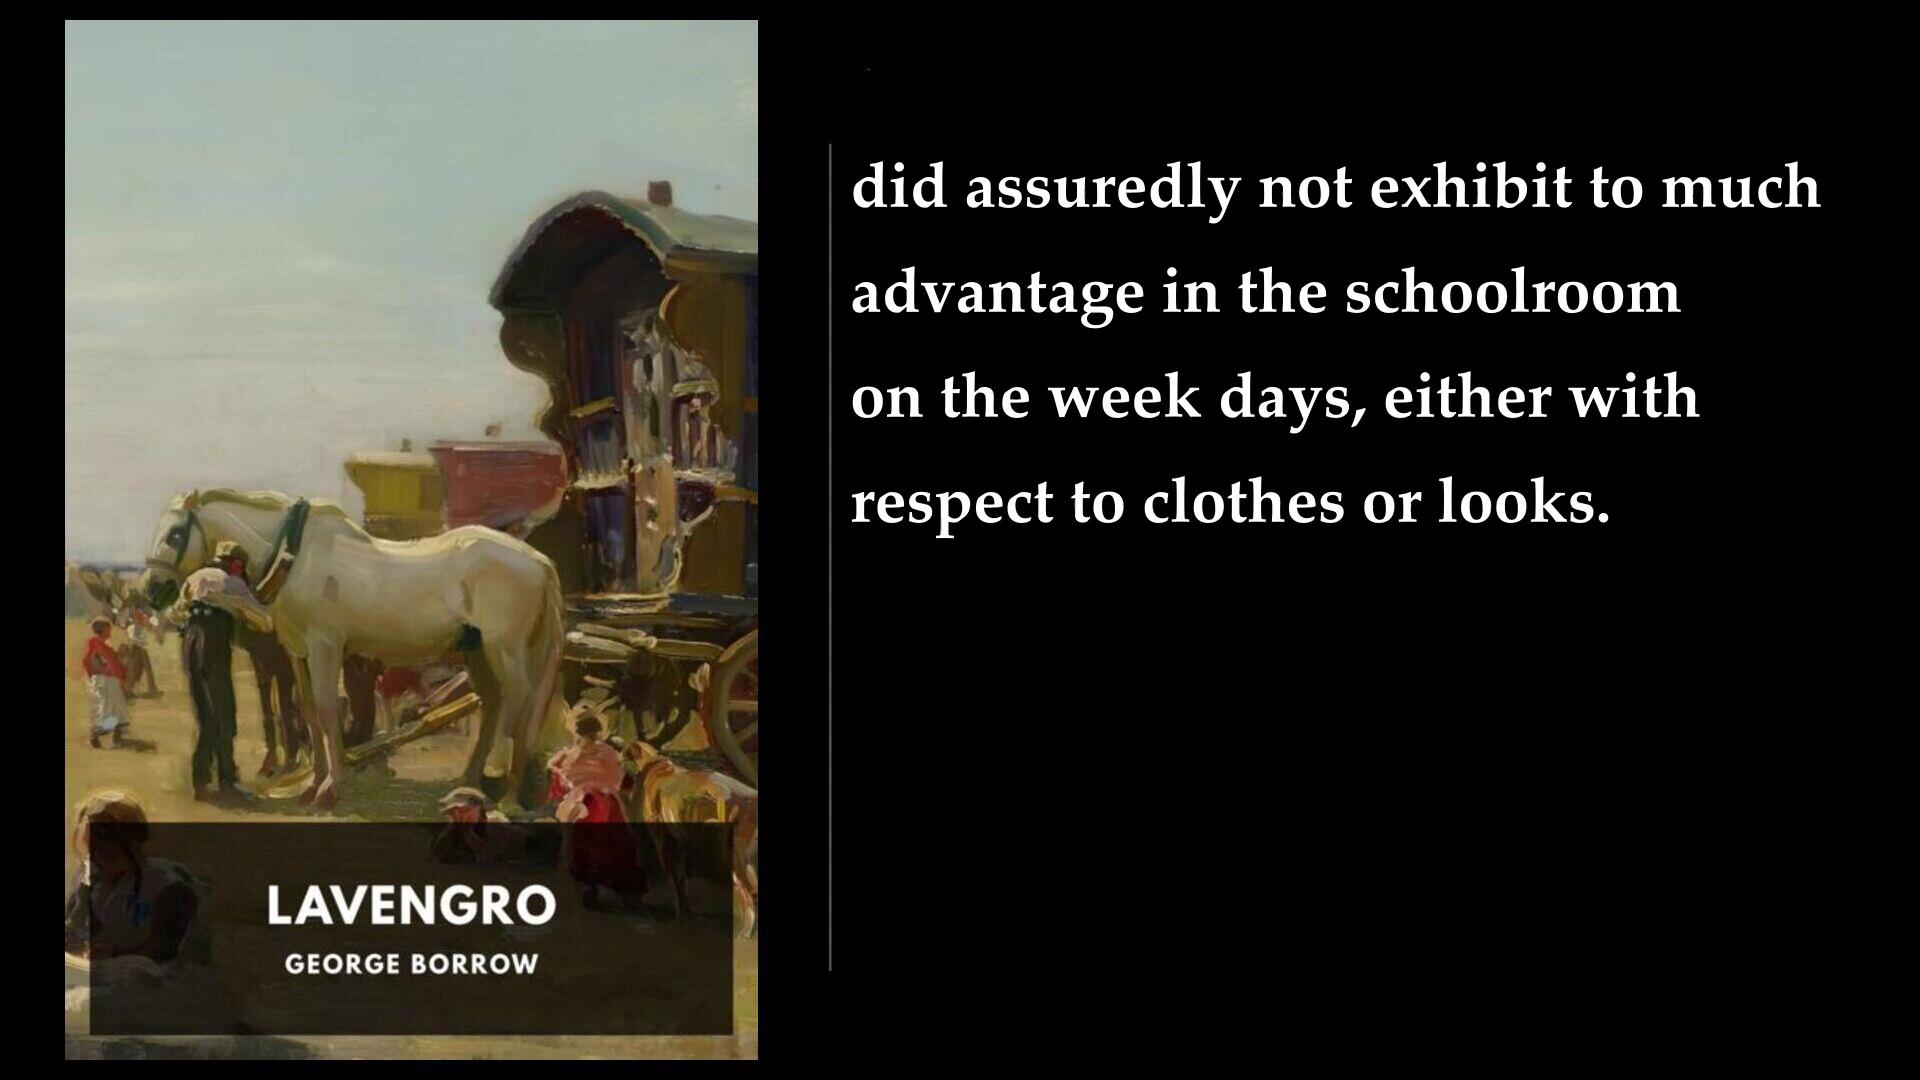 did assuredly not exhibit to much
advantage in the schoolroom
on the week days, either with
respect to clothes or looks.
LAVENGRO
GEORGE BORROW